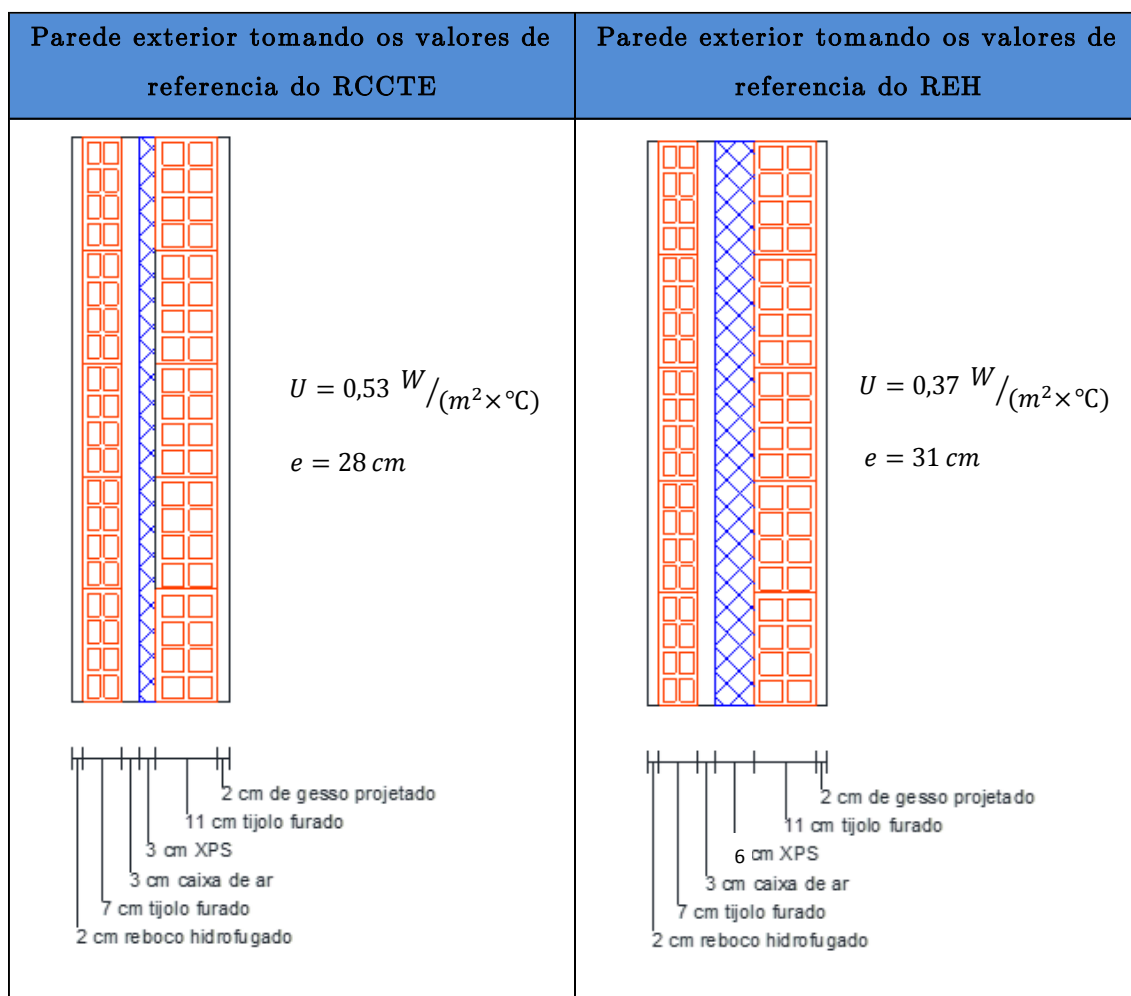 Parede exterior tomando os valores de
referencia do RCCTE
Parede exterior tomando os valores de
referencia do REH
U = 0,53 W/(m²×°C)
e = 28 cm
U = 0,37 W/(m²×°C)
e = 31 cm
2 cm de gesso projetado
11 cm tijolo furado
3 cm XPS
3 cm caixa de ar
7 cm tijolo furado
2 cm reboco hidrofugado
2 cm de gesso projetado
11 cm tijolo furado
6 cm XPS
3 cm caixa de ar
7 cm tijolo furado
2 cm reboco hidrofugado